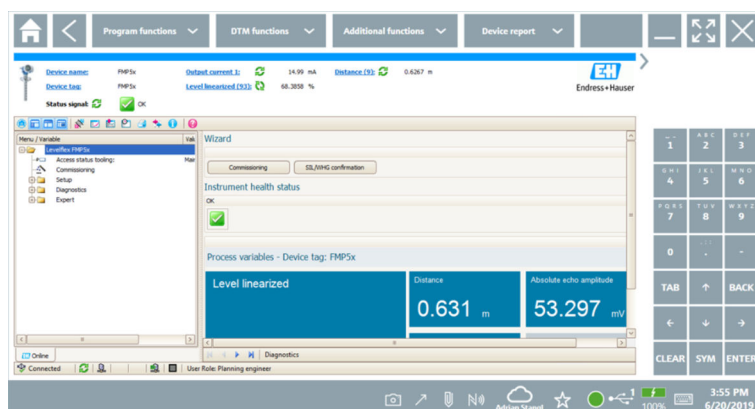 Program functions
DTM functions
Additional functions
Device report
Device name:
FMP5x
Output current 1:
14.99 mA
Distance [9]:
0.6267 m
Device tag:
FMP5x
Level linearized [93]:
68.3858 %
Endress+Hauser
Status signal:
OK
Menu / Variable
Val
Wizard
Levelflex FMP5x
Access status tooling:
Mai
Commissioning
Setup
Diagnostics
Expert
Commissioning
SIL/WHG confirmation
Instrument health status
OK
Process variables - Device tag: FMP5x
Level linearized
Distance
0.631 m
Absolute echo amplitude
53.297 mV
Online
Diagnostics
Connected
User Role: Planning engineer
1
ABC
2
DEF
3
GHI
4
JKL
5
MNO
6
PQRS
7
TUV
8
WXYZ
9
0
.
-
TAB
BACK
CLEAR
SYM
ENTER
Adrian Stangl
1
100%
3:55 PM
6/20/2019